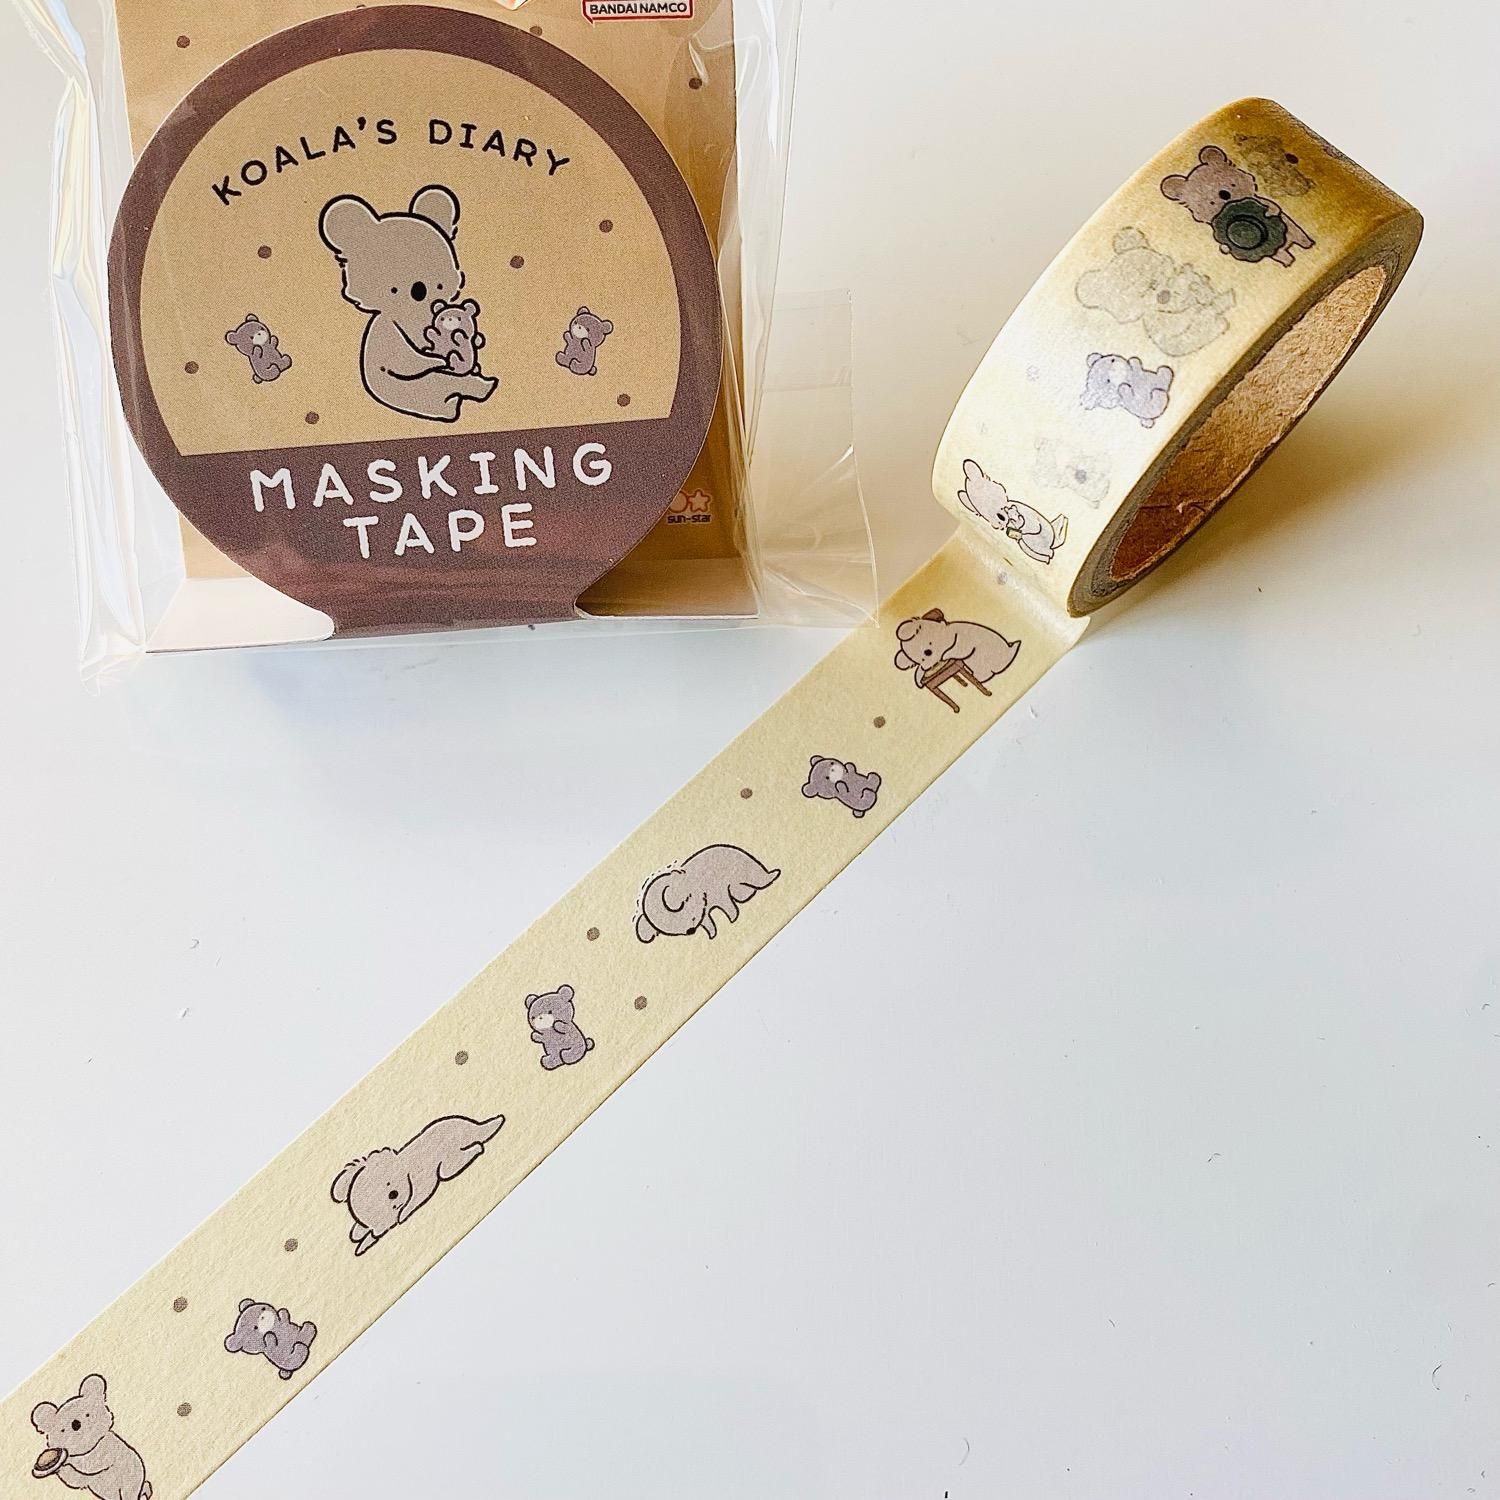 BANDAI NAMCO
KOALA'S DIARY
MASKING
TAPE
sun-star